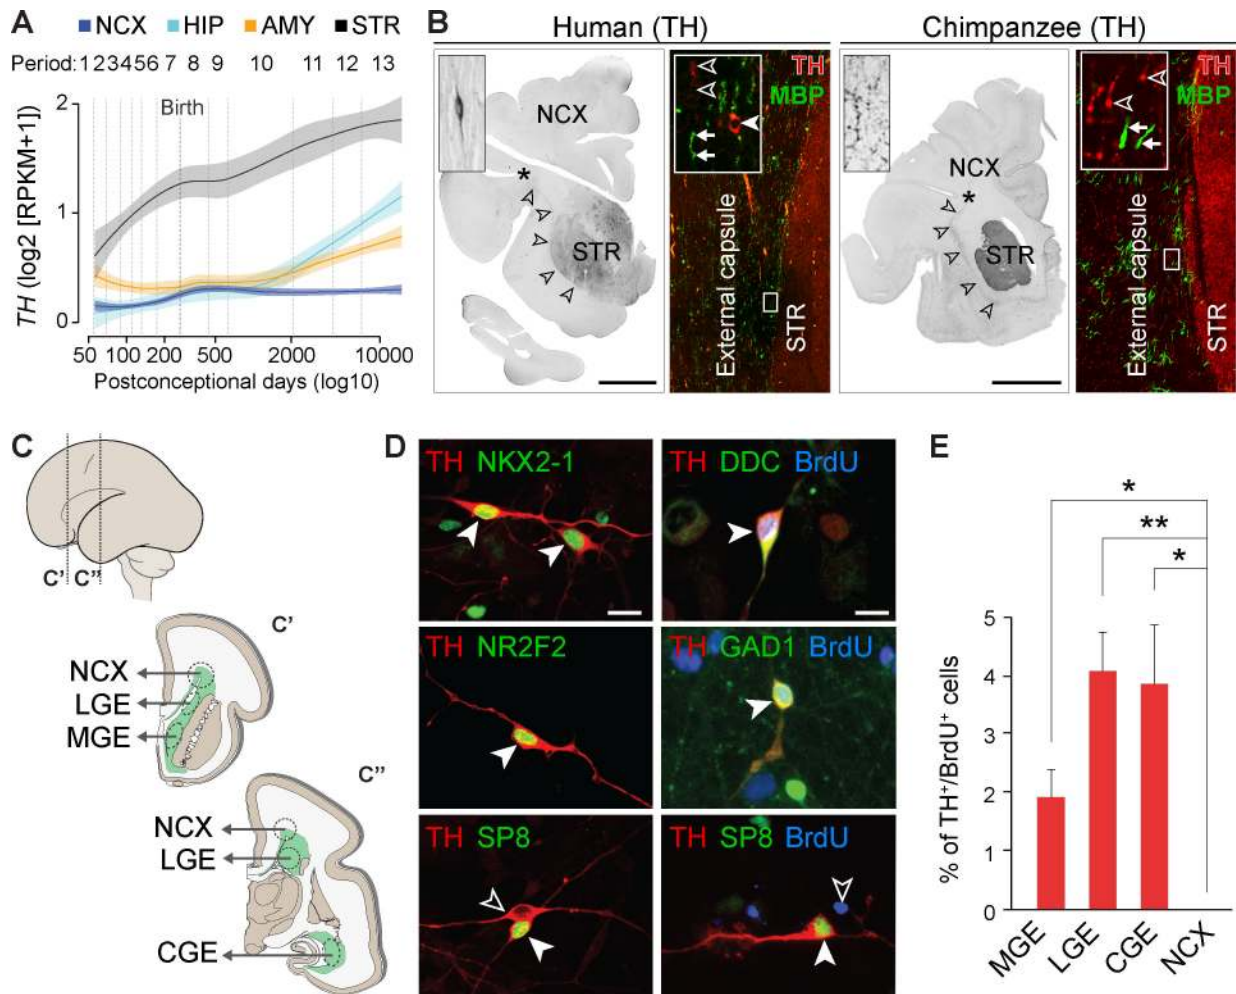 A
NCX HIP AMY STR
Period:1 2 3 4 5 6 7 8 9 10 11 12 13
Birth
TH (log2 [RPKM+1])
2
1
0
50 100 200 500 2000 10000
Postconceptional days (log10)
B
Human (TH)
Chimpanzee (TH)
NCX
*
STR
TH
MBP
External capsule
STR
NCX
*
STR
TH
MBP
External capsule
STR
C
C' C"
C'
NCX
LGE
MGE
C"
NCX
LGE
CGE
D
TH NKX2-1
TH DDC BrdU
TH NR2F2
TH GAD1 BrdU
TH SP8
TH SP8 BrdU
E
*
**
*
% of TH⁺/BrdU⁺ cells
5
4
3
2
1
0
MGE
LGE
CGE
NCX